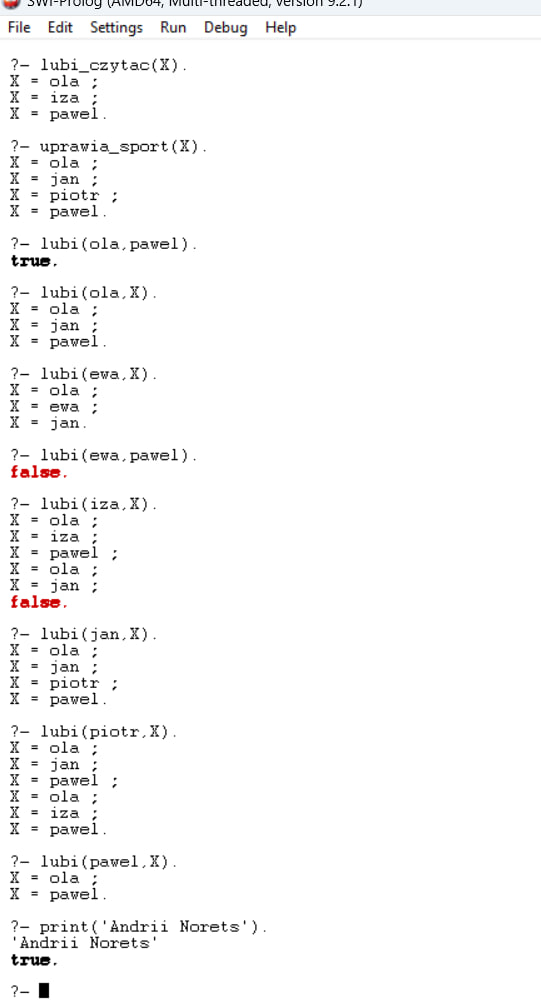 SWI-Prolog (AMD64, Multi-threaded, version 9.2.1)
File Edit Settings Run Debug Help
?- lubi_czytac(X).
X = ola ;
X = iza ;
X = pawel.
?- uprawia_sport(X).
X = ola ;
X = jan ;
X = piotr ;
X = pawel.
?- lubi(ola,pawel).
true.
?- lubi(ola,X).
X = ola ;
X = jan ;
X = pawel.
?- lubi(ewa,X).
X = ola ;
X = ewa ;
X = jan.
?- lubi(ewa,pawel).
false.
?- lubi(iza,X).
X = ola ;
X = iza ;
X = pawel ;
X = ola ;
X = jan ;
false.
?- lubi(jan,X).
X = ola ;
X = jan ;
X = piotr ;
X = pawel.
?- lubi(piotr,X).
X = ola ;
X = jan ;
X = pawel ;
X = ola ;
X = iza ;
X = pawel.
?- lubi(pawel,X).
X = ola ;
X = pawel.
?- print('Andrii Norets').
'Andrii Norets'
true.
?-